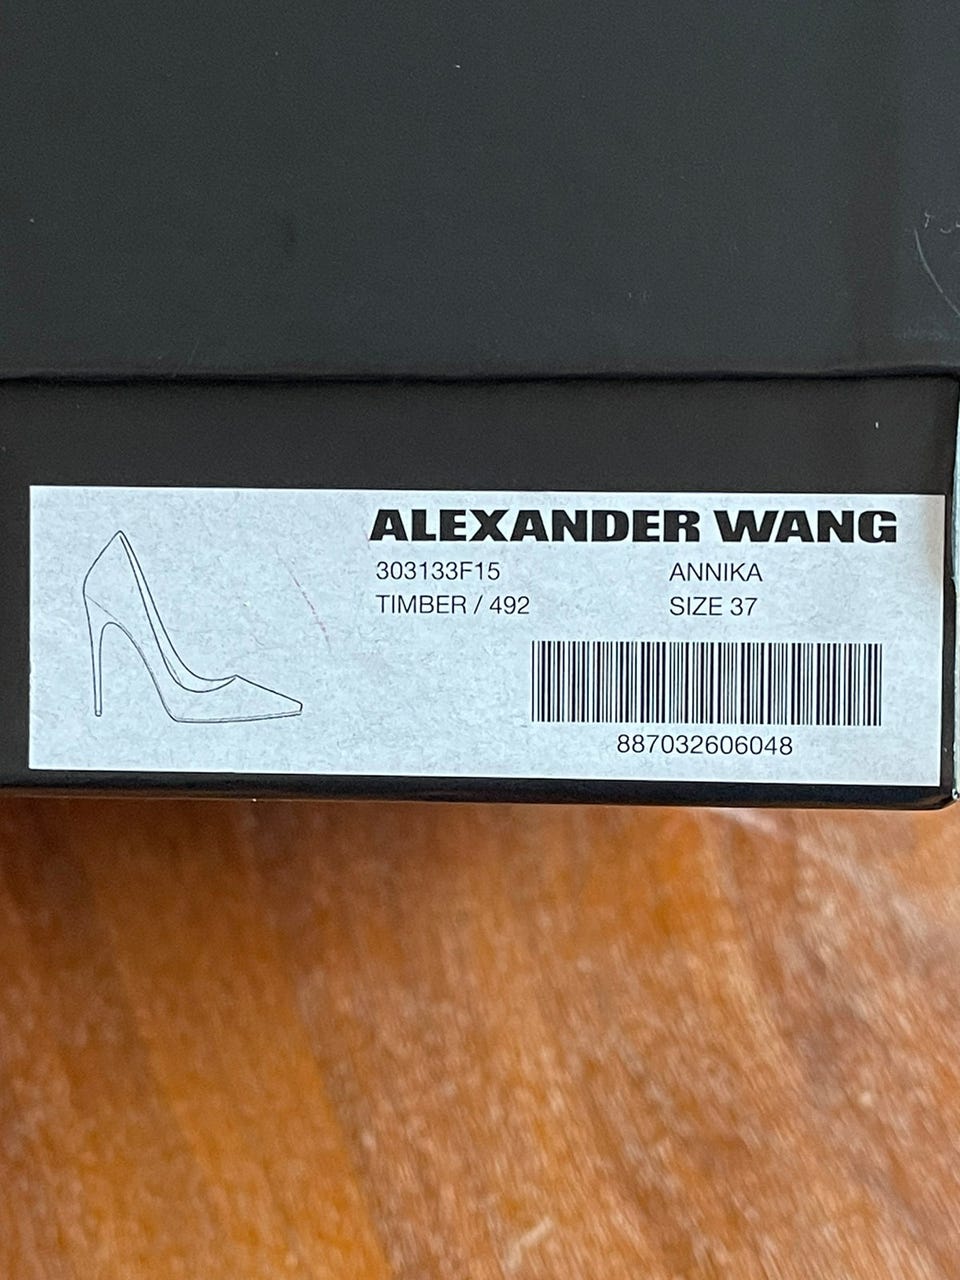 ALEXANDER WANG
303133F15 ANNIKA
TIMBER / 492 SIZE 37
887032606048